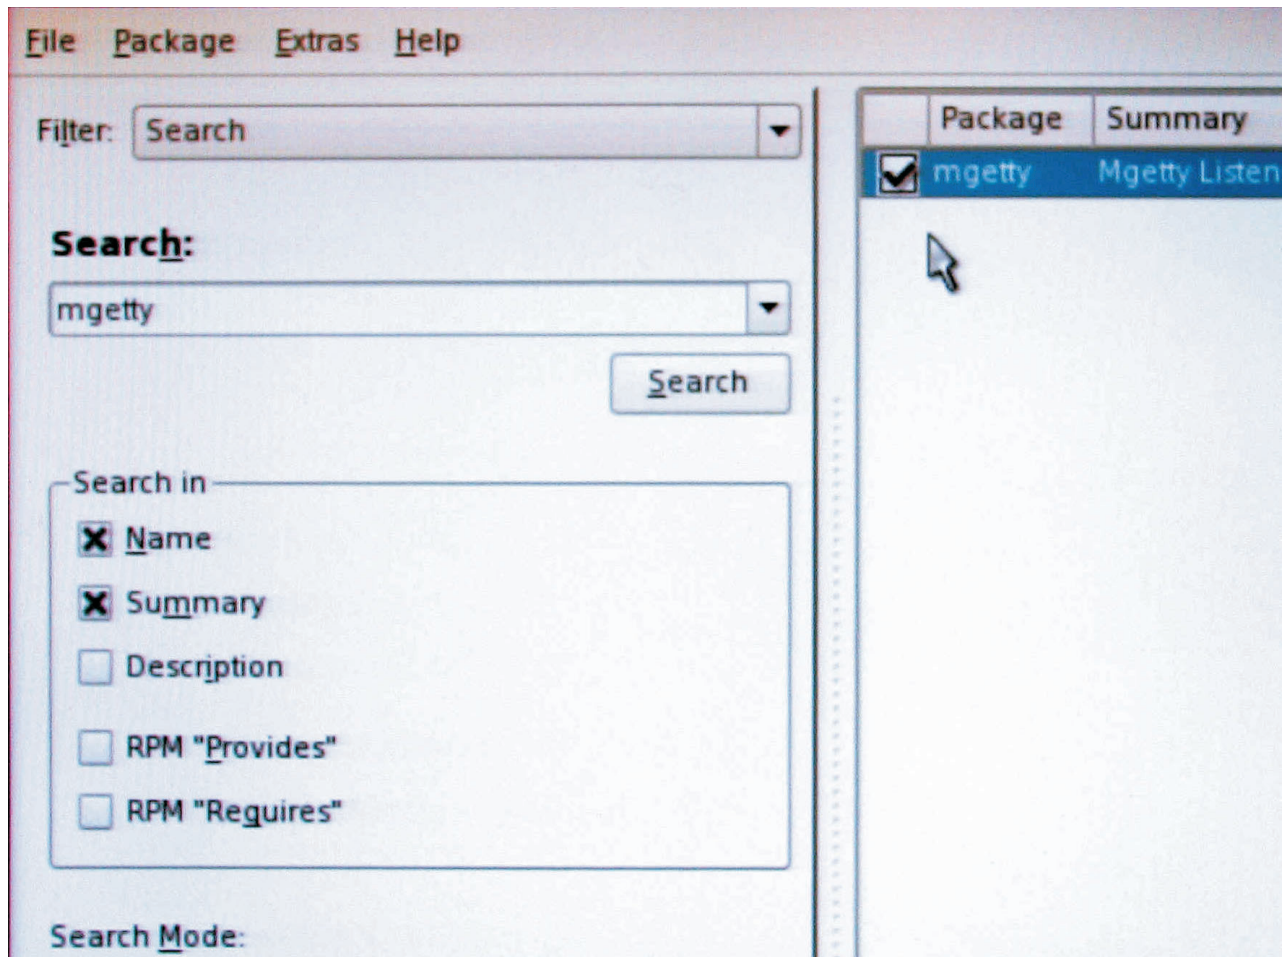 File Package Extras Help
Filter: Search
Search:
mgetty
Search
Search in
Name
Summary
Description
RPM "Provides"
RPM "Requires"
Search Mode:
Package Summary
mgetty Mgetty Listen